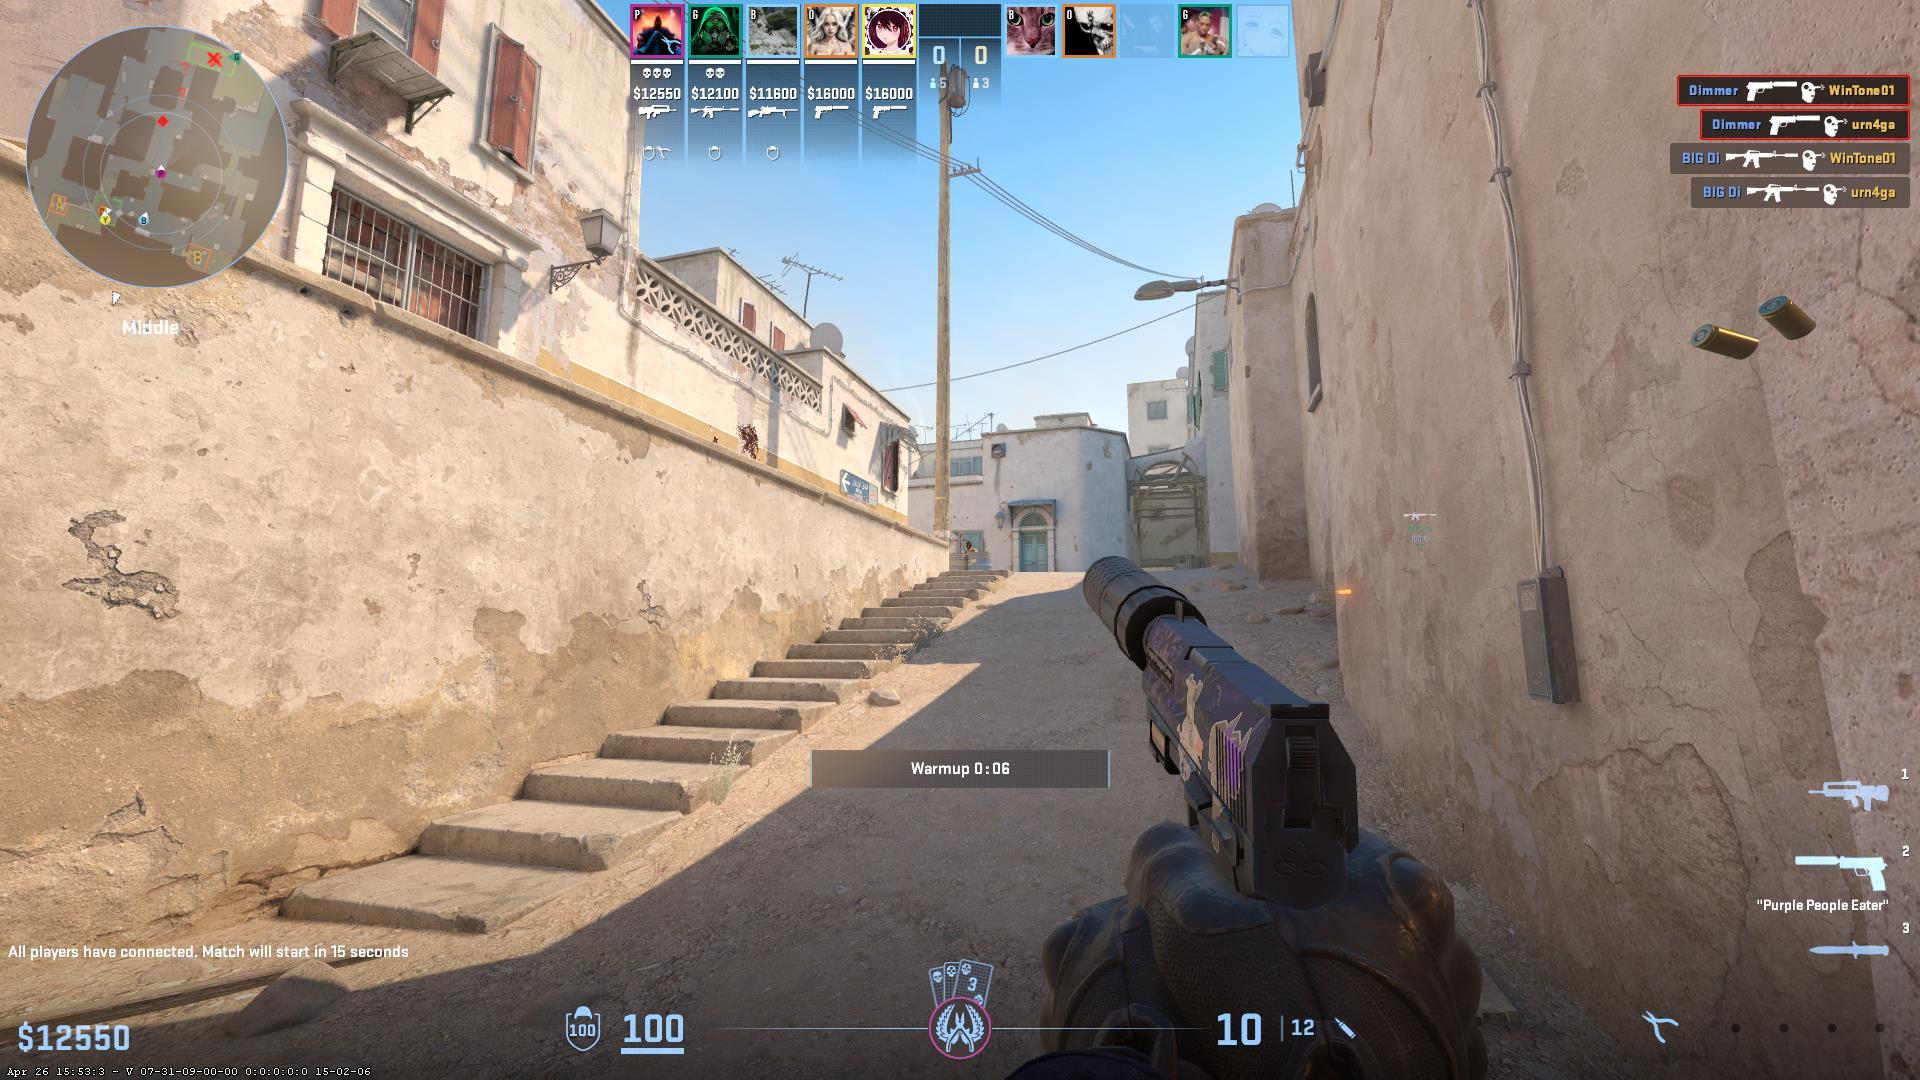 P G B O
B O G
$12550 $12100 $11600 $16000 $16000
0 0
5 3
Dimmer WinTone01
Dimmer urn4ga
BIG Di WinTone01
BIG Di urn4ga
G
A
Y
B
B
Middle
100%
Warmup 0:06
1
2
"Purple People Eater"
3
All players have connected. Match will start in 15 seconds
3
$12550
100 100
10 | 12
Apr 26 15:53:3 - V 07-31-09-00-00 0:0:0:0:0 15-02-06